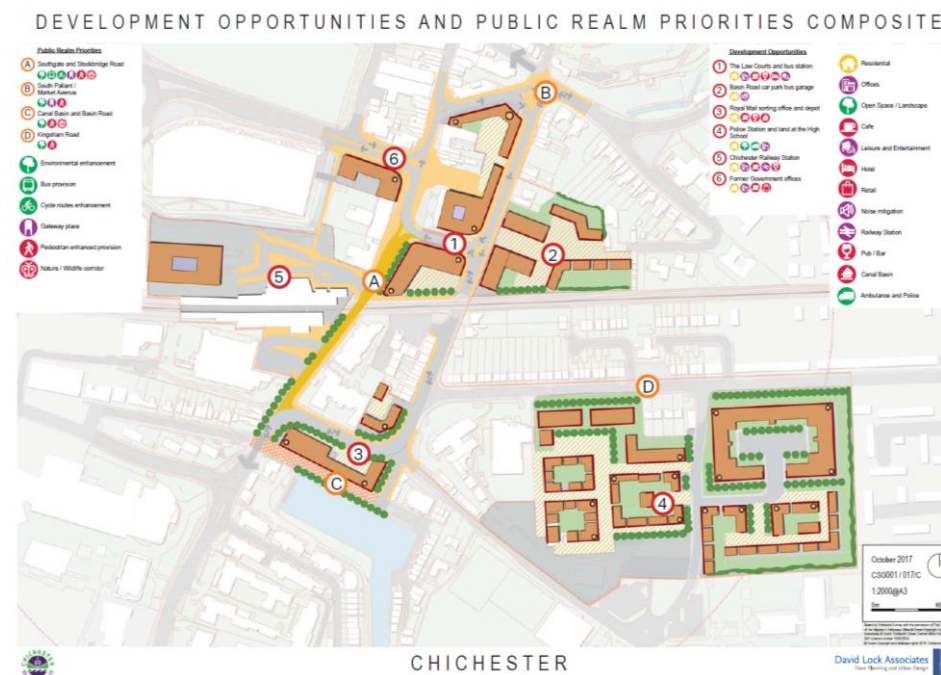 DEVELOPMENT OPPORTUNITIES AND PUBLIC REALM PRIORITIES COMPOSITE
Public Realm Priorities
A Southgate and Stockbridge Road
B South Pallant /
Market Avenue
C Canal Basin and Basin Road
D Kingsham Road
Environmental enhancement
Bus provision
Cycle routes enhancement
Gateway place
Pedestrian enhanced provision
Nature / Wildlife corridor
Development Opportunities
1 The Law Courts and bus station
2 Basin Road car park bus garage
3 Royal Mail sorting office and depot
4 Police Station and land at the High
School
5 Chichester Railway Station
6 Former Government offices
Residential
Offices
Open Space / Landscape
Cafe
Leisure and Entertainment
Hotel
Retail
Noise mitigation
Railway Station
Pub / Bar
Canal Basin
Ambulance and Police
B
6
1
2
5
A
D
3
C
4
October 2017
CSG001 / 017/C
1:2000@A3
0m
CHICHESTER
David Lock Associates
Town Planning and Urban Design